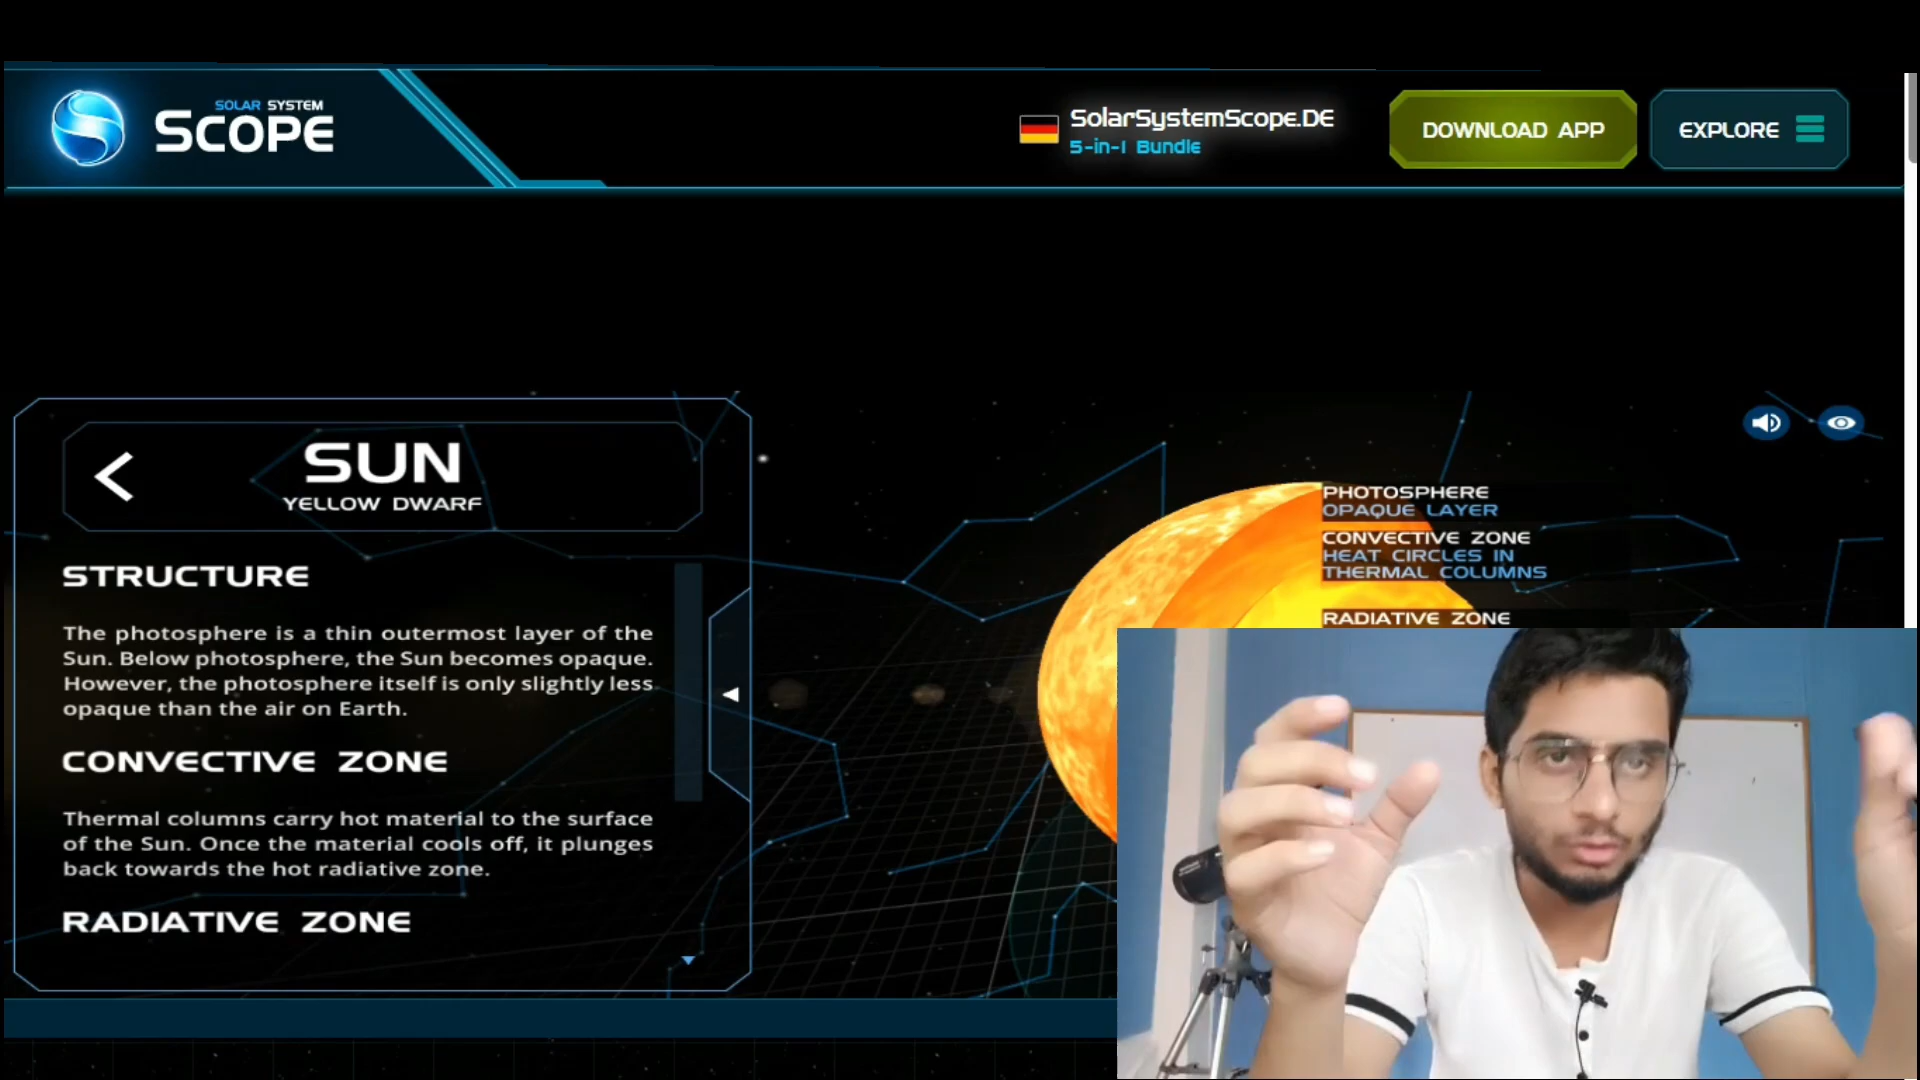 SOLAR SYSTEM
SCOPE
SolarSystemScope.DE
5-in-1 Bundle
DOWNLOAD APP
EXPLORE
SUN
YELLOW DWARF
STRUCTURE
The photosphere is a thin outermost layer of the
Sun. Below photosphere, the Sun becomes opaque.
However, the photosphere itself is only slightly less
opaque than the air on Earth.
CONVECTIVE ZONE
Thermal columns carry hot material to the surface
of the Sun. Once the material cools off, it plunges
back towards the hot radiative zone.
RADIATIVE ZONE
PHOTOSPHERE
OPAQUE LAYER
CONVECTIVE ZONE
HEAT CIRCLES IN
THERMAL COLUMNS
RADIATIVE ZONE